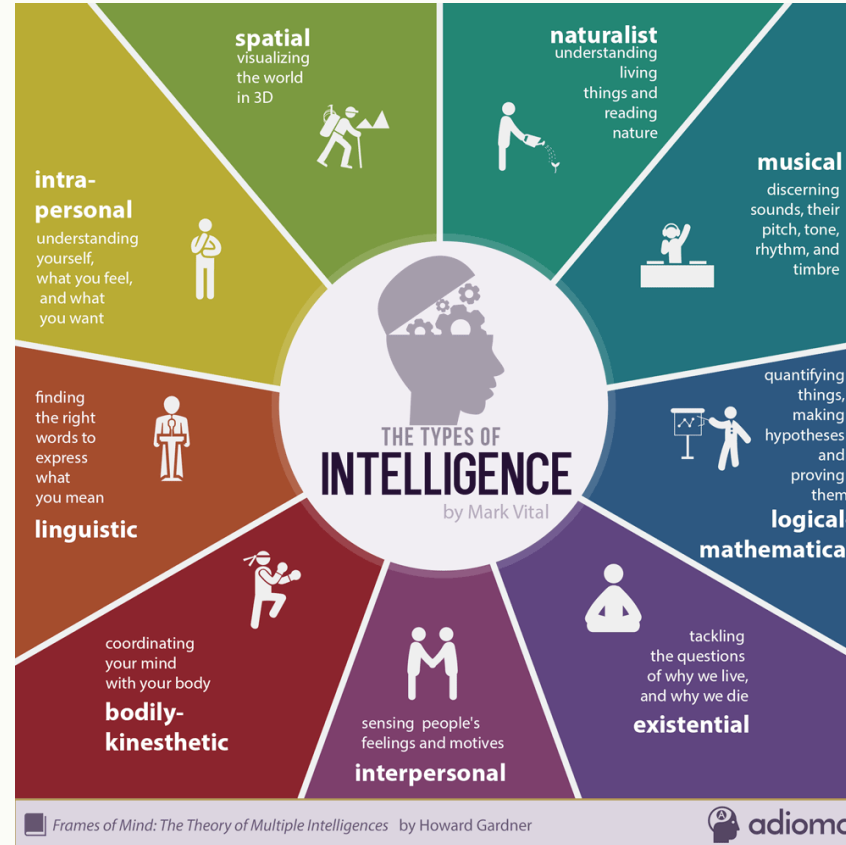 spatial
visualizing
the world
in 3D
naturalist
understanding
living
things and
reading
nature
musical
discerning
sounds, their
pitch, tone,
rhythm, and
timbre
quantifying
things,
making
hypotheses
and
proving
them
logical-
mathematica
tackling
the questions
of why we live,
and why we die
existential
sensing people's
feelings and motives
interpersonal
coordinating
your mind
with your body
bodily-
kinesthetic
finding
the right
words to
express
what
you mean
linguistic
intra-
personal
understanding
yourself,
what you feel,
and what
you want
THE TYPES OF
INTELLIGENCE
by Mark Vital
Frames of Mind: The Theory of Multiple Intelligences by Howard Gardner
A
adioma